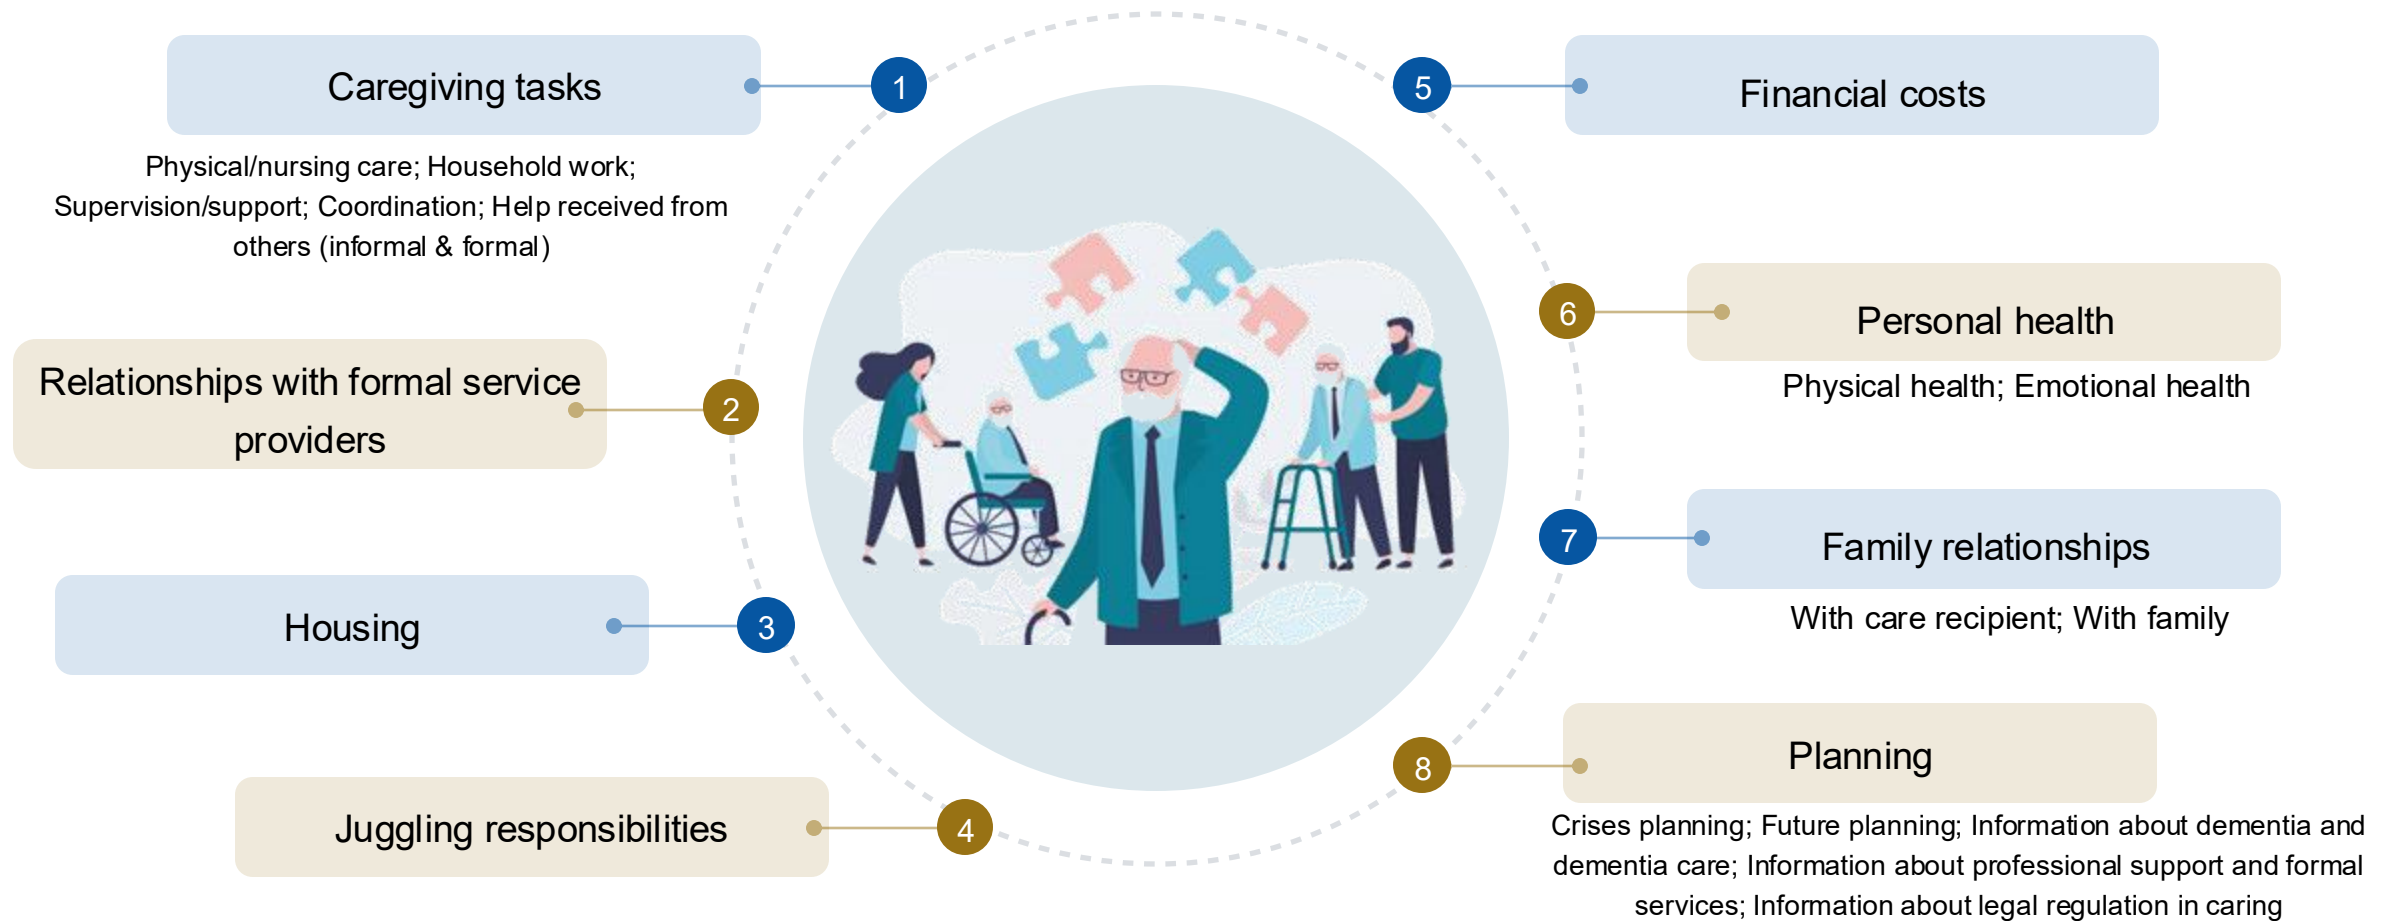 Caregiving tasks
1
Physical/nursing care; Household work;
Supervision/support; Coordination; Help received from
others (informal & formal)
Relationships with formal service
providers
2
Housing
3
Juggling responsibilities
4
5
Financial costs
6
Personal health
Physical health; Emotional health
7
Family relationships
With care recipient; With family
8
Planning
Crises planning; Future planning; Information about dementia and
dementia care; Information about professional support and formal
services; Information about legal regulation in caring